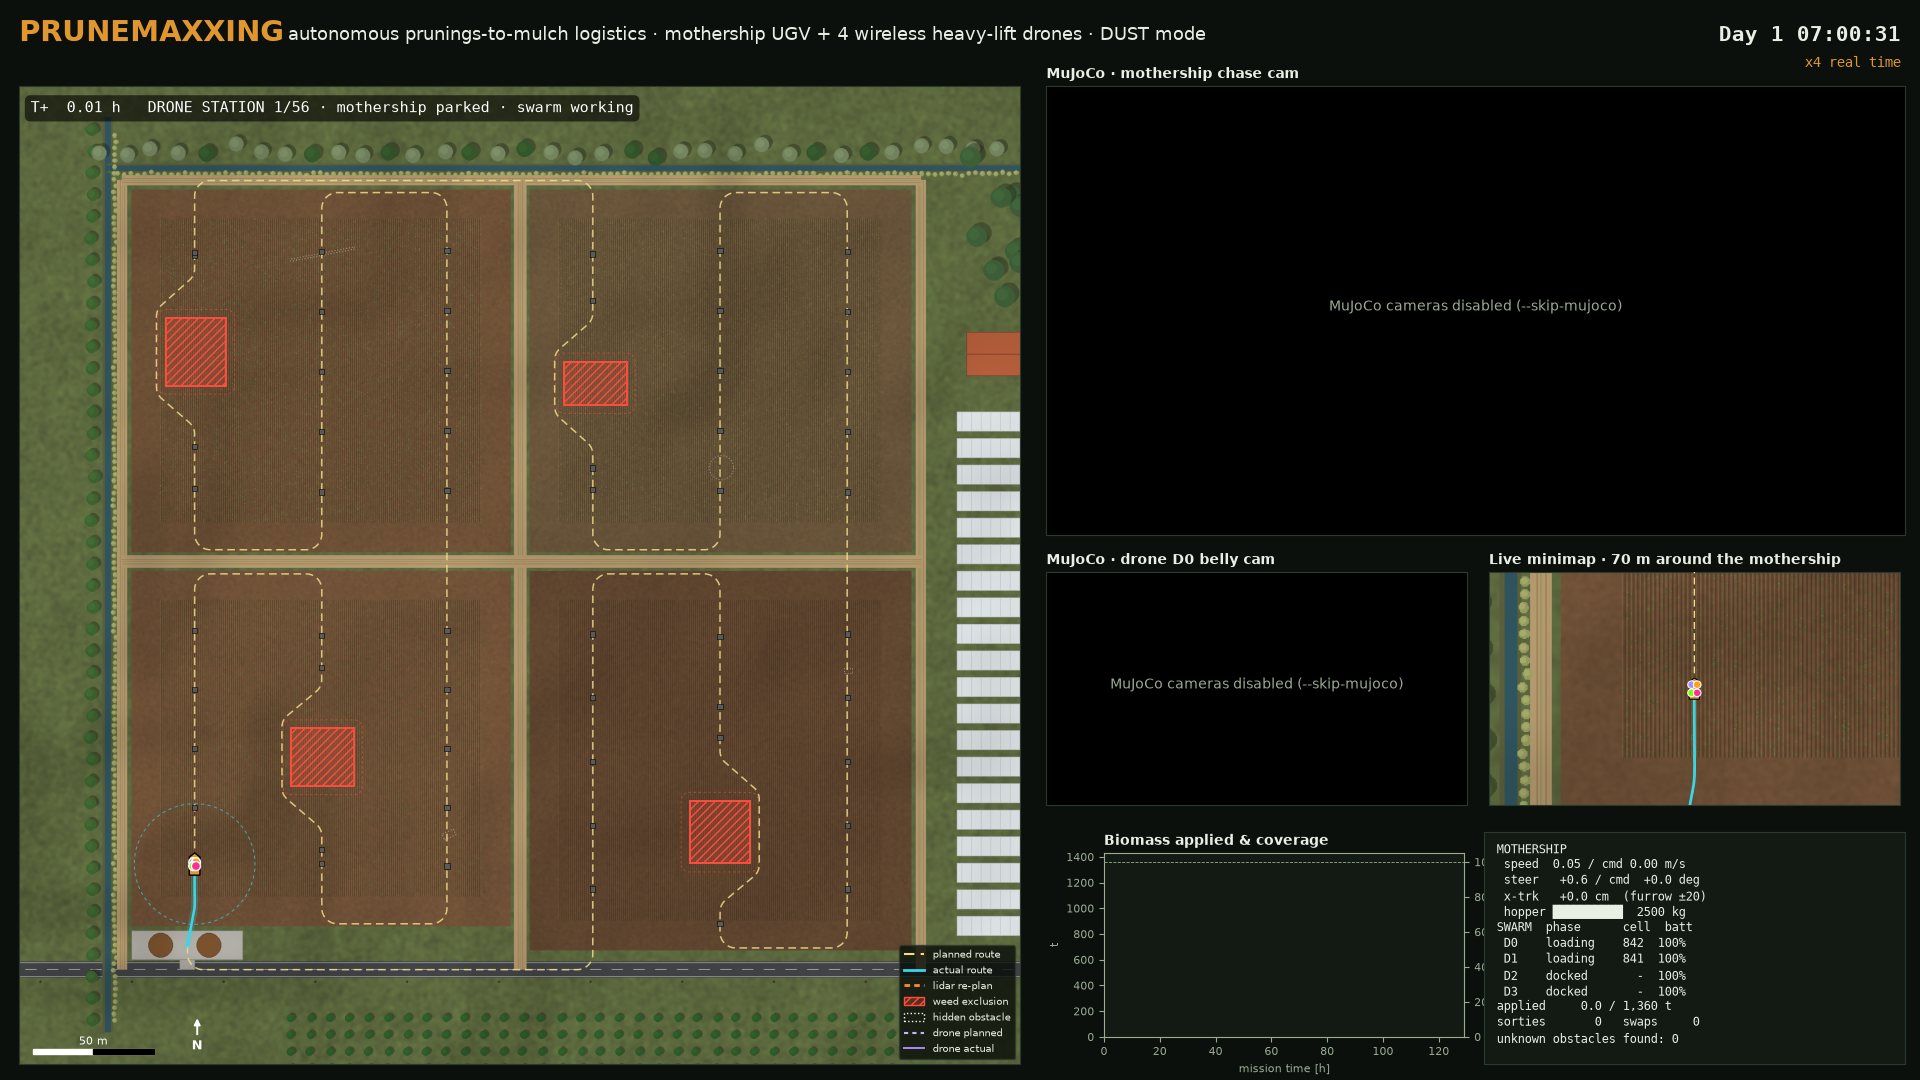 PRUNEMAXXING autonomous prunings-to-mulch logistics · mothership UGV + 4 wireless heavy-lift drones · DUST mode
Day 1 07:00:31
x4 real time
T+ 0.01 h DRONE STATION 1/56 · mothership parked · swarm working
50 m
N
planned route
actual route
lidar re-plan
weed exclusion
hidden obstacle
drone planned
drone actual
MuJoCo · mothership chase cam
MuJoCo cameras disabled (--skip-mujoco)
MuJoCo · drone D0 belly cam
MuJoCo cameras disabled (--skip-mujoco)
Live minimap · 70 m around the mothership
Biomass applied & coverage
1400
1200
1000
800
600
400
200
0
t
0 20 40 60 80 100 120
mission time [h]
0
MOTHERSHIP
speed 0.05 / cmd 0.00 m/s
steer +0.6 / cmd +0.0 deg
x-trk +0.0 cm (furrow ±20)
hopper 2500 kg
SWARM phase cell batt
D0 loading 842 100%
D1 loading 841 100%
D2 docked - 100%
D3 docked - 100%
applied 0.0 / 1,360 t
sorties 0 swaps 0
unknown obstacles found: 0